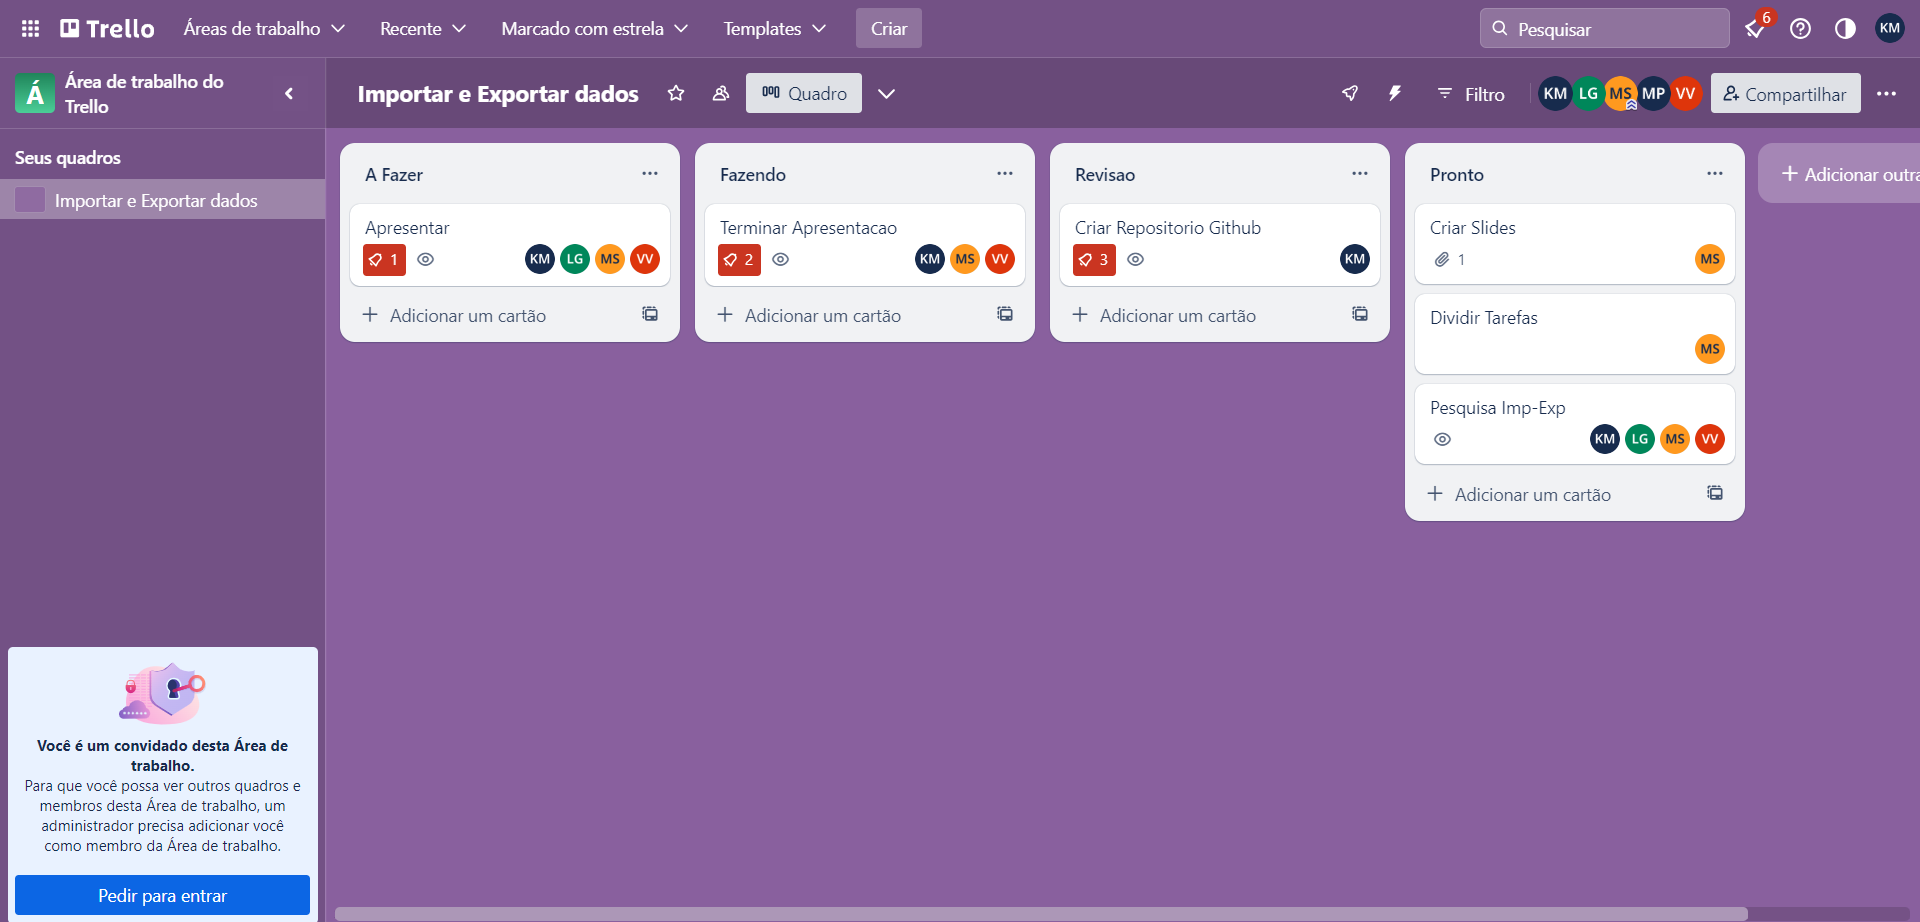 Trello
Áreas de trabalho
Recente
Marcado com estrela
Templates
Criar
Pesquisar
6
KM
Á
Área de trabalho do
Trello
Importar e Exportar dados
Quadro
Filtro
KM
LG
MS
MP
VV
Compartilhar
Seus quadros
Importar e Exportar dados
A Fazer
Apresentar
1
KM
LG
MS
VV
Adicionar um cartão
Fazendo
Terminar Apresentacao
2
KM
MS
VV
Adicionar um cartão
Revisao
Criar Repositorio Github
3
KM
Adicionar um cartão
Pronto
Criar Slides
1
MS
Dividir Tarefas
MS
Pesquisa Imp-Exp
KM
LG
MS
VV
Adicionar um cartão
Adicionar outra
Você é um convidado desta Área de
trabalho.
Para que você possa ver outros quadros e
membros desta Área de trabalho, um
administrador precisa adicionar você
como membro da Área de trabalho.
Pedir para entrar